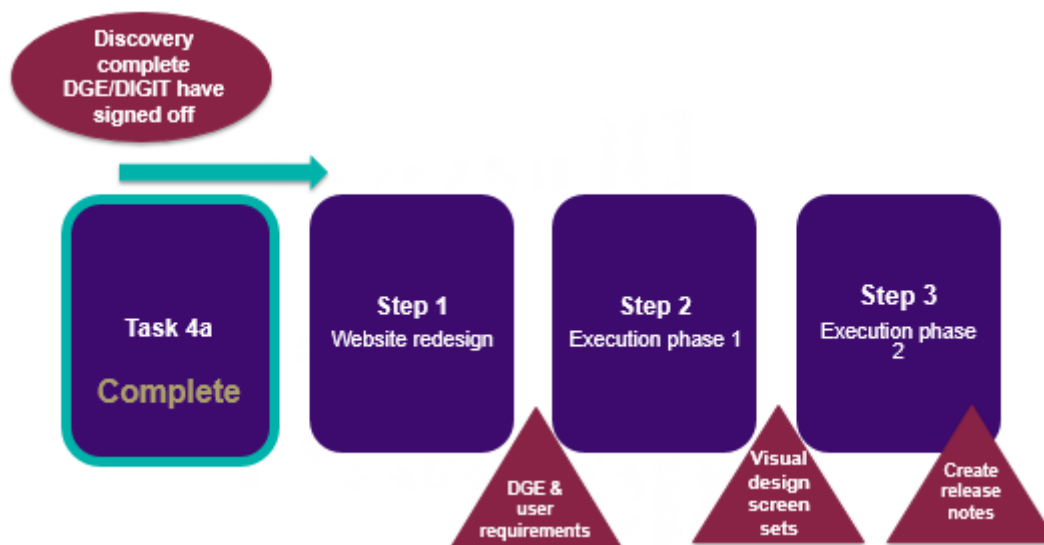 Discovery
complete
DGE/DIGIT have
signed off
Task 4a
Complete
Step 1
Website redesign
Step 2
Execution phase 1
Step 3
Execution phase
2
DGE &
user
requirements
Visual
design
screen
sets
Create
release
notes